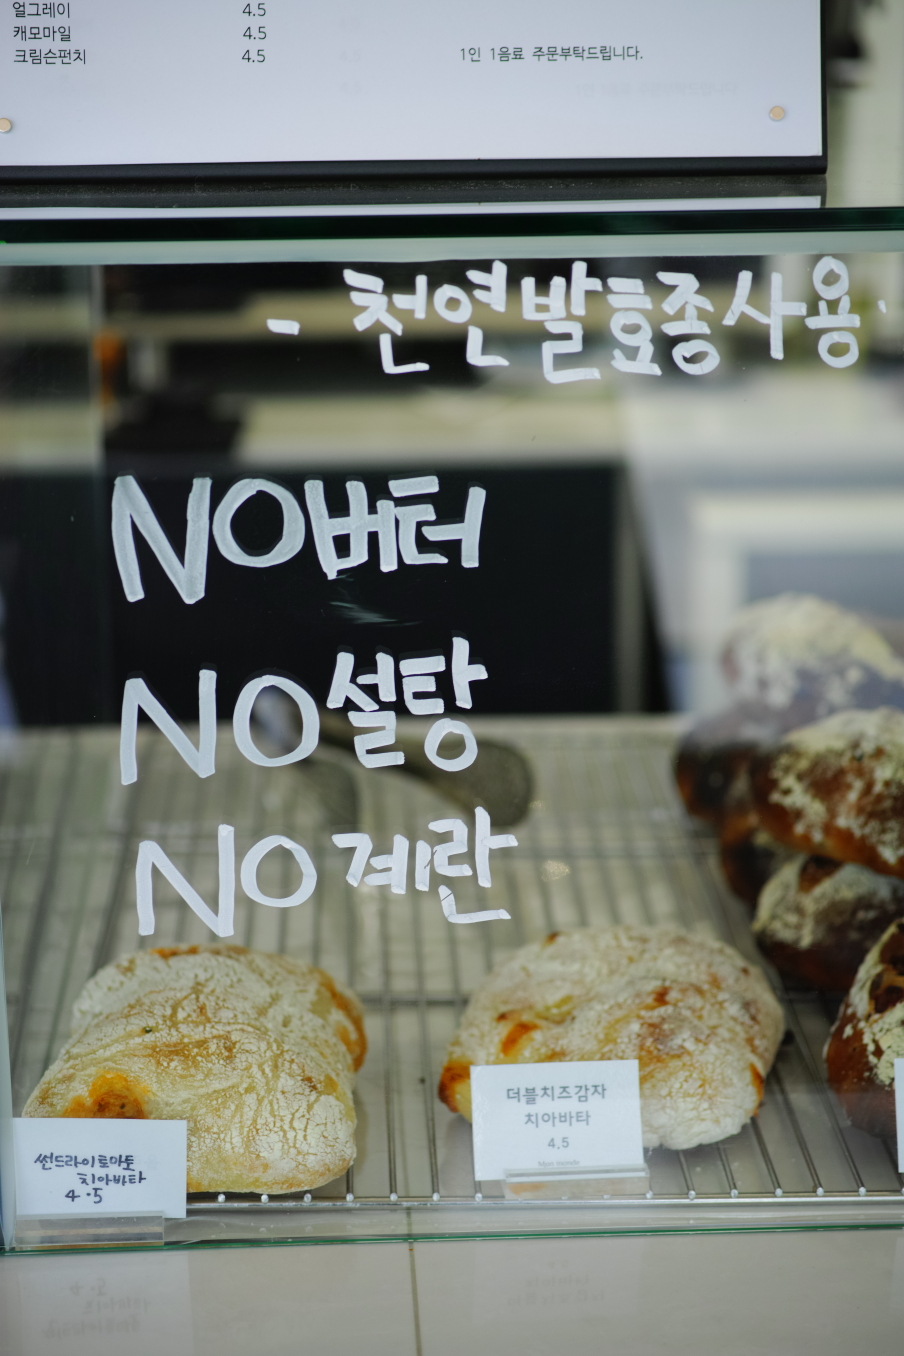 얼그레이 4.5
캐모마일 4.5
크림슨펀치 4.5
1인 1음료 주문부탁드립니다.
- 천연발효종사용-
NO버터
NO설탕
NO계란
더블치즈감자
치아바타
4.5
썬드라이토마토
치아바타
4.5